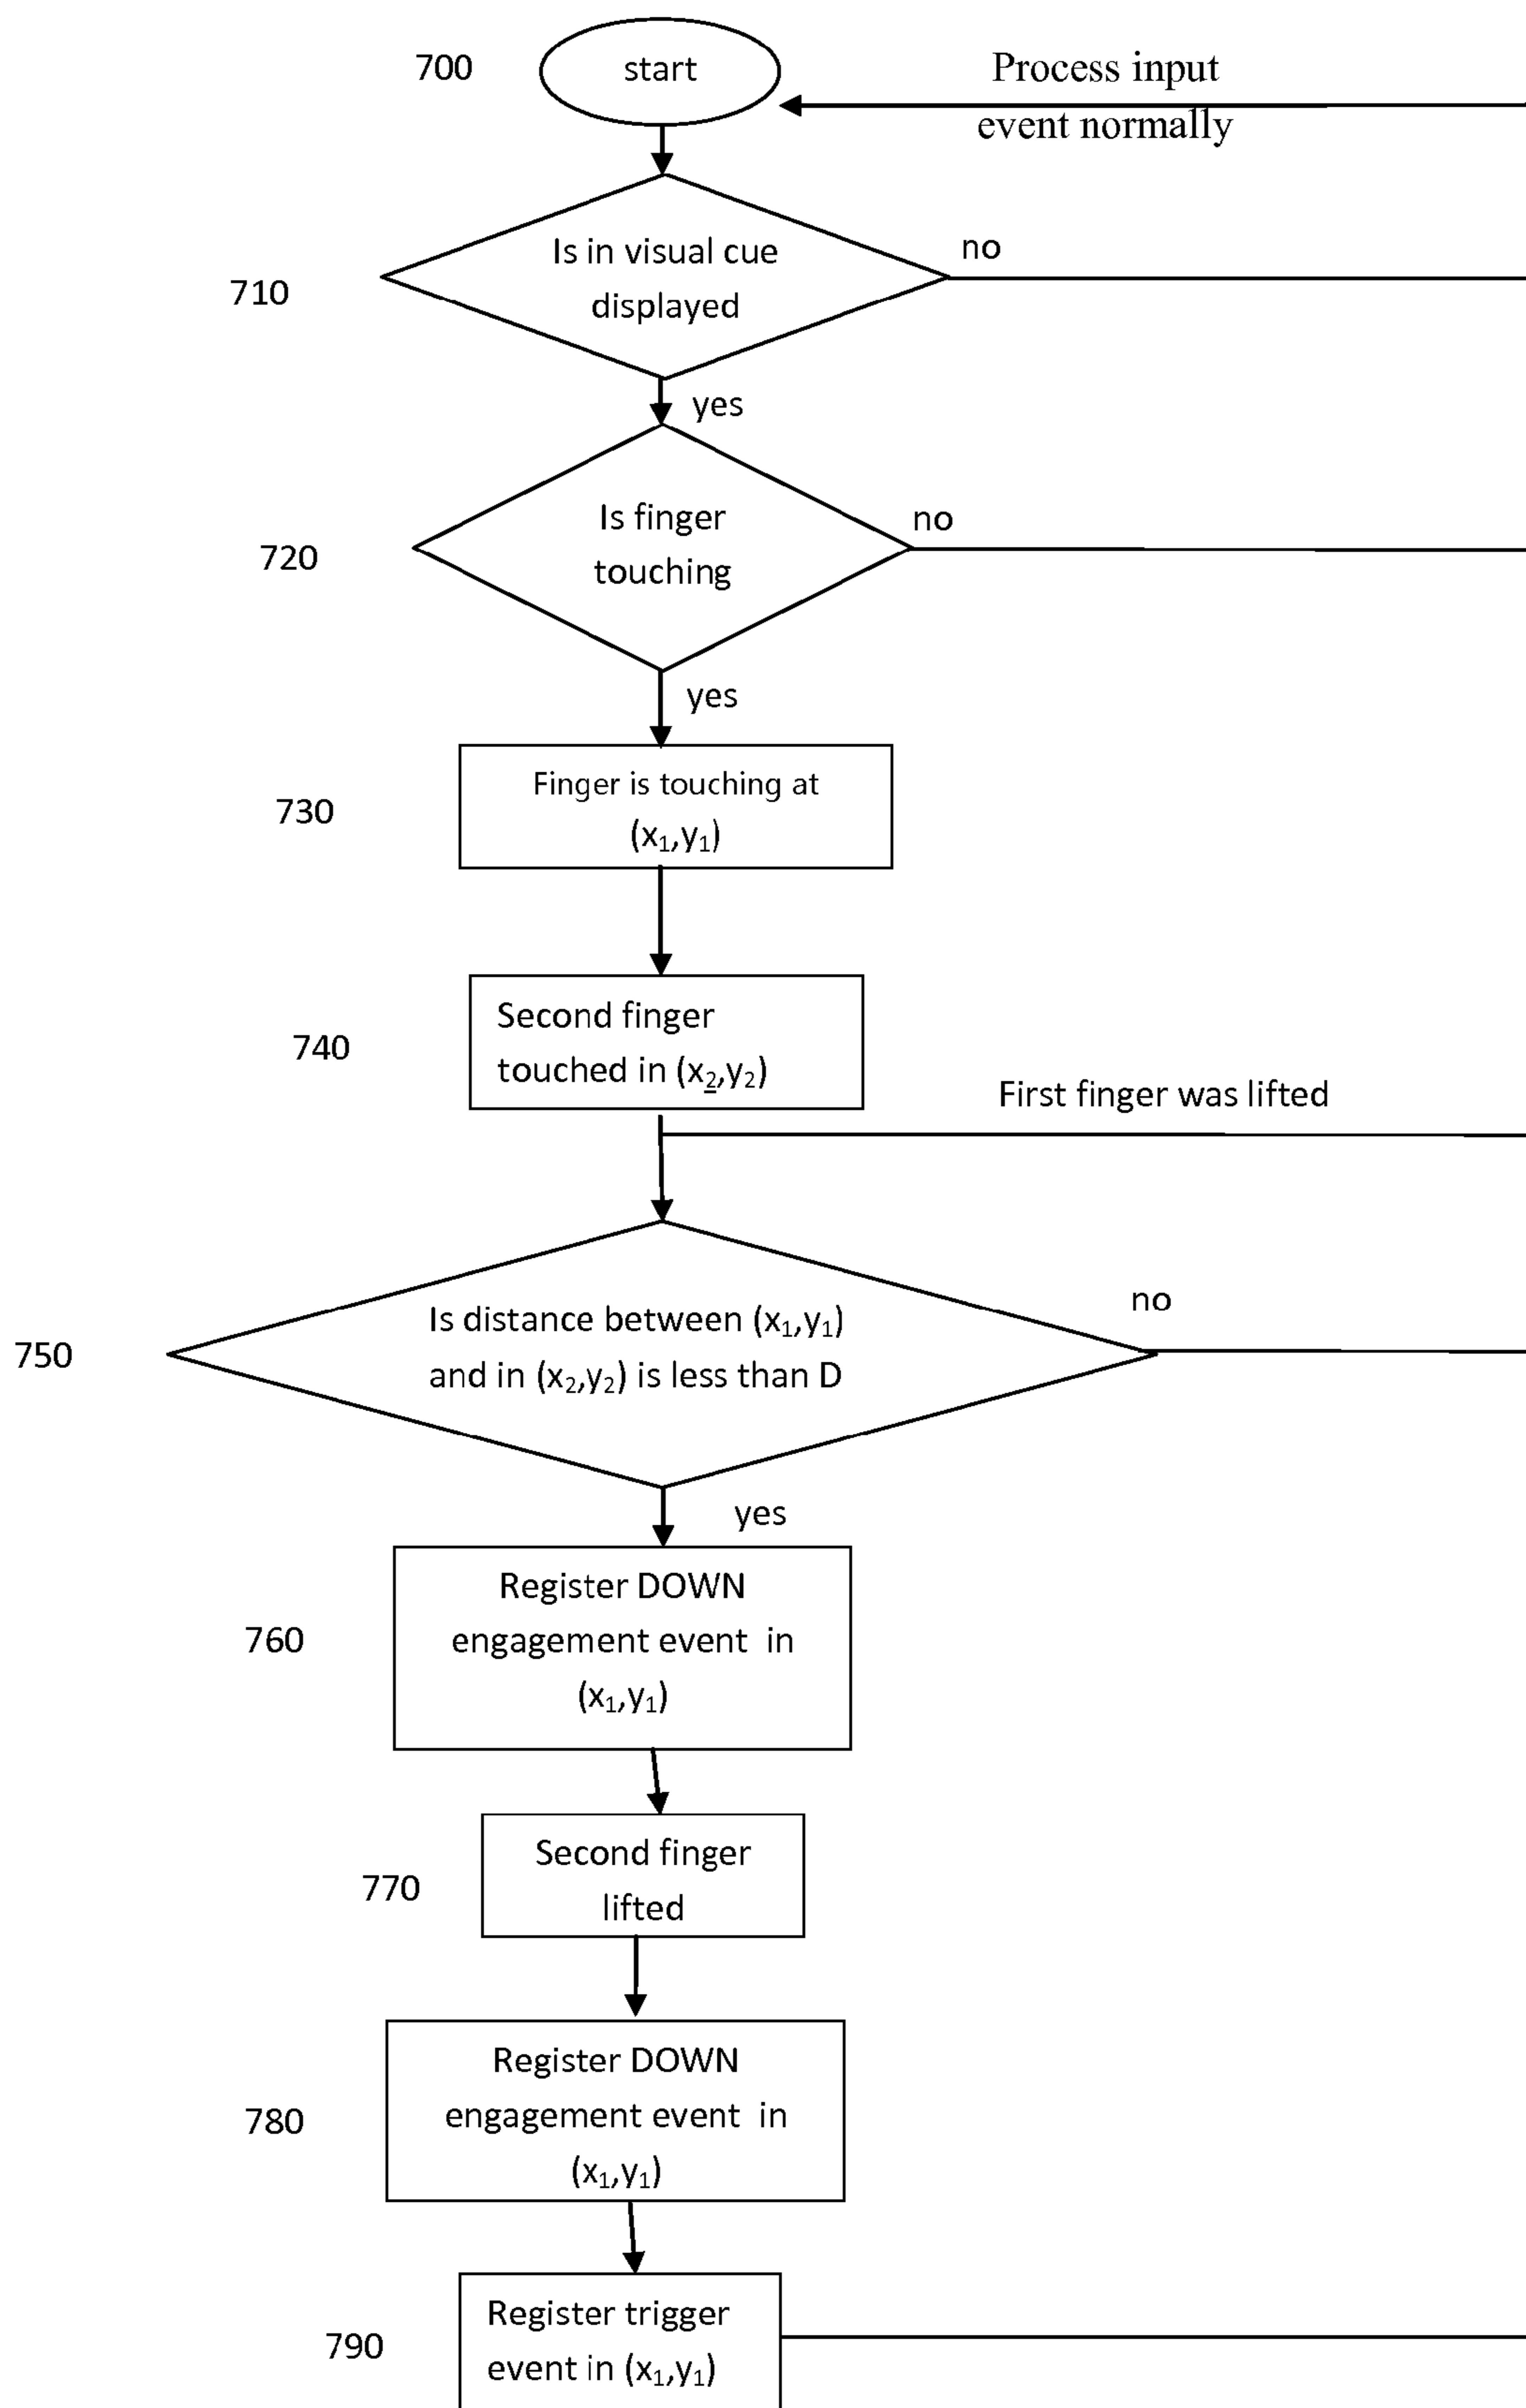 700
start
Process input
event normally
710
Is in visual cue
displayed
no
yes
720
Is finger
touching
no
yes
730
Finger is touching at
(x₁,y₁)
740
Second finger
touched in (x₂,y₂)
First finger was lifted
750
Is distance between (x₁,y₁)
and in (x₂,y₂) is less than D
no
yes
760
Register DOWN
engagement event in
(x₁,y₁)
770
Second finger
lifted
780
Register DOWN
engagement event in
(x₁,y₁)
790
Register trigger
event in (x₁,y₁)